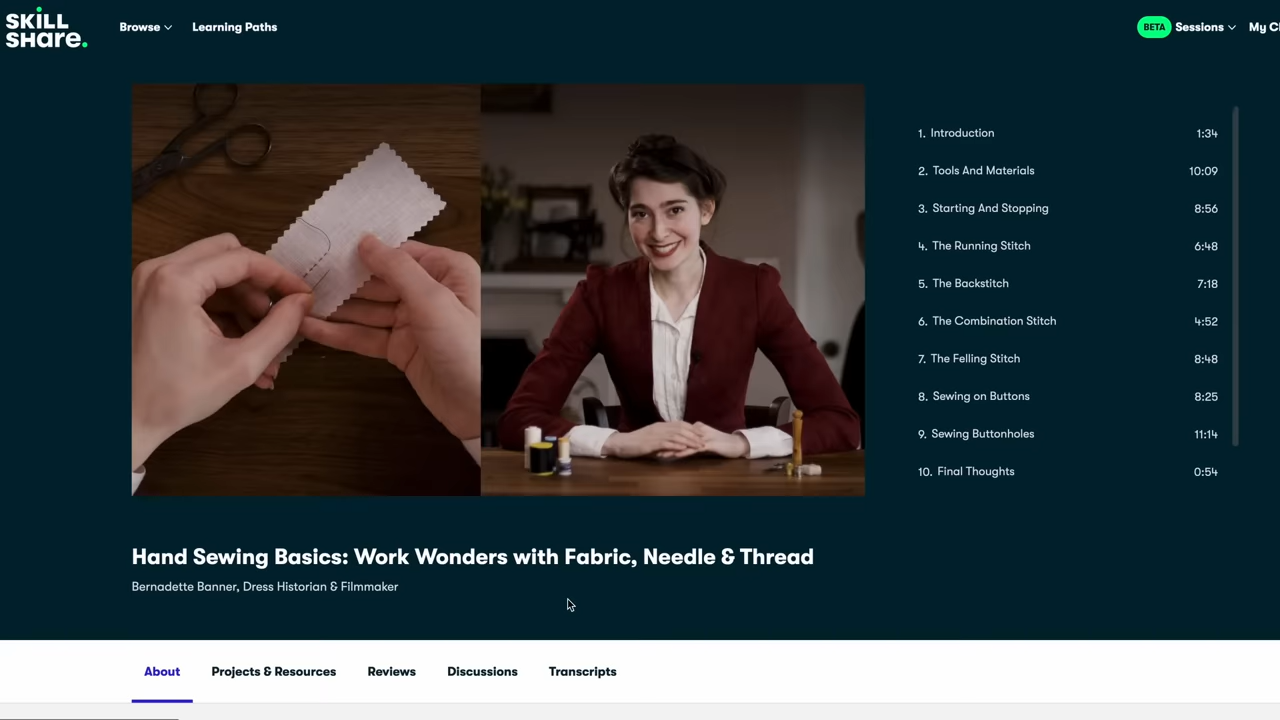 SKILL
SHare.
Browse
Learning Paths
BETA
Sessions
1. Introduction 1:34
2. Tools And Materials 10:09
3. Starting And Stopping 8:56
4. The Running Stitch 6:48
5. The Backstitch 7:18
6. The Combination Stitch 4:52
7. The Felling Stitch 8:48
8. Sewing on Buttons 8:25
9. Sewing Buttonholes 11:14
10. Final Thoughts 0:54
Hand Sewing Basics: Work Wonders with Fabric, Needle & Thread
Bernadette Banner, Dress Historian & Filmmaker
About
Projects & Resources
Reviews
Discussions
Transcripts